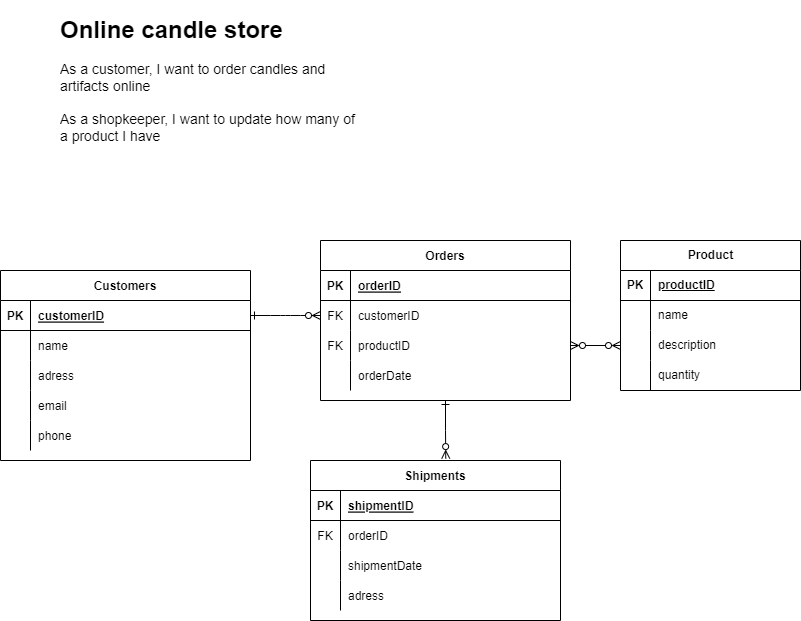 Online candle store
As a customer, I want to order candles and
artifacts online
As a shopkeeper, I want to update how many of
a product I have
Customers
PK customerID
name
adress
email
phone
Orders
PK orderID
FK customerID
FK productID
orderDate
Product
PK productID
name
description
quantity
Shipments
PK shipmentID
FK orderID
shipmentDate
adress